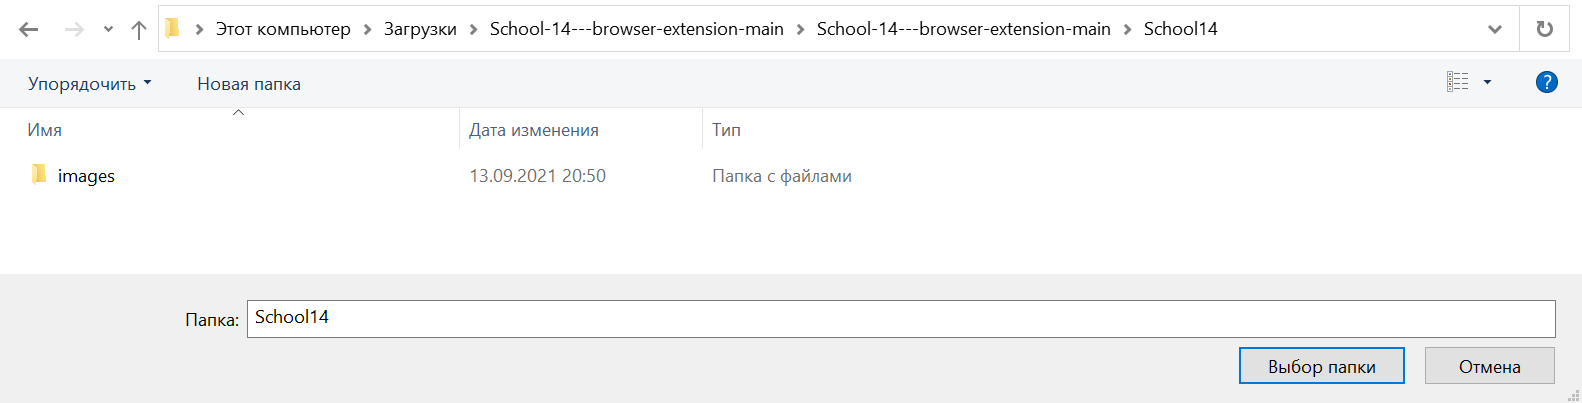 Этот компьютер Загрузки School-14---browser-extension-main School-14---browser-extension-main School14
Упорядочить Новая папка ?
Имя Дата изменения Тип
images 13.09.2021 20:50 Папка с файлами
Папка: School14
Выбор папки Отмена